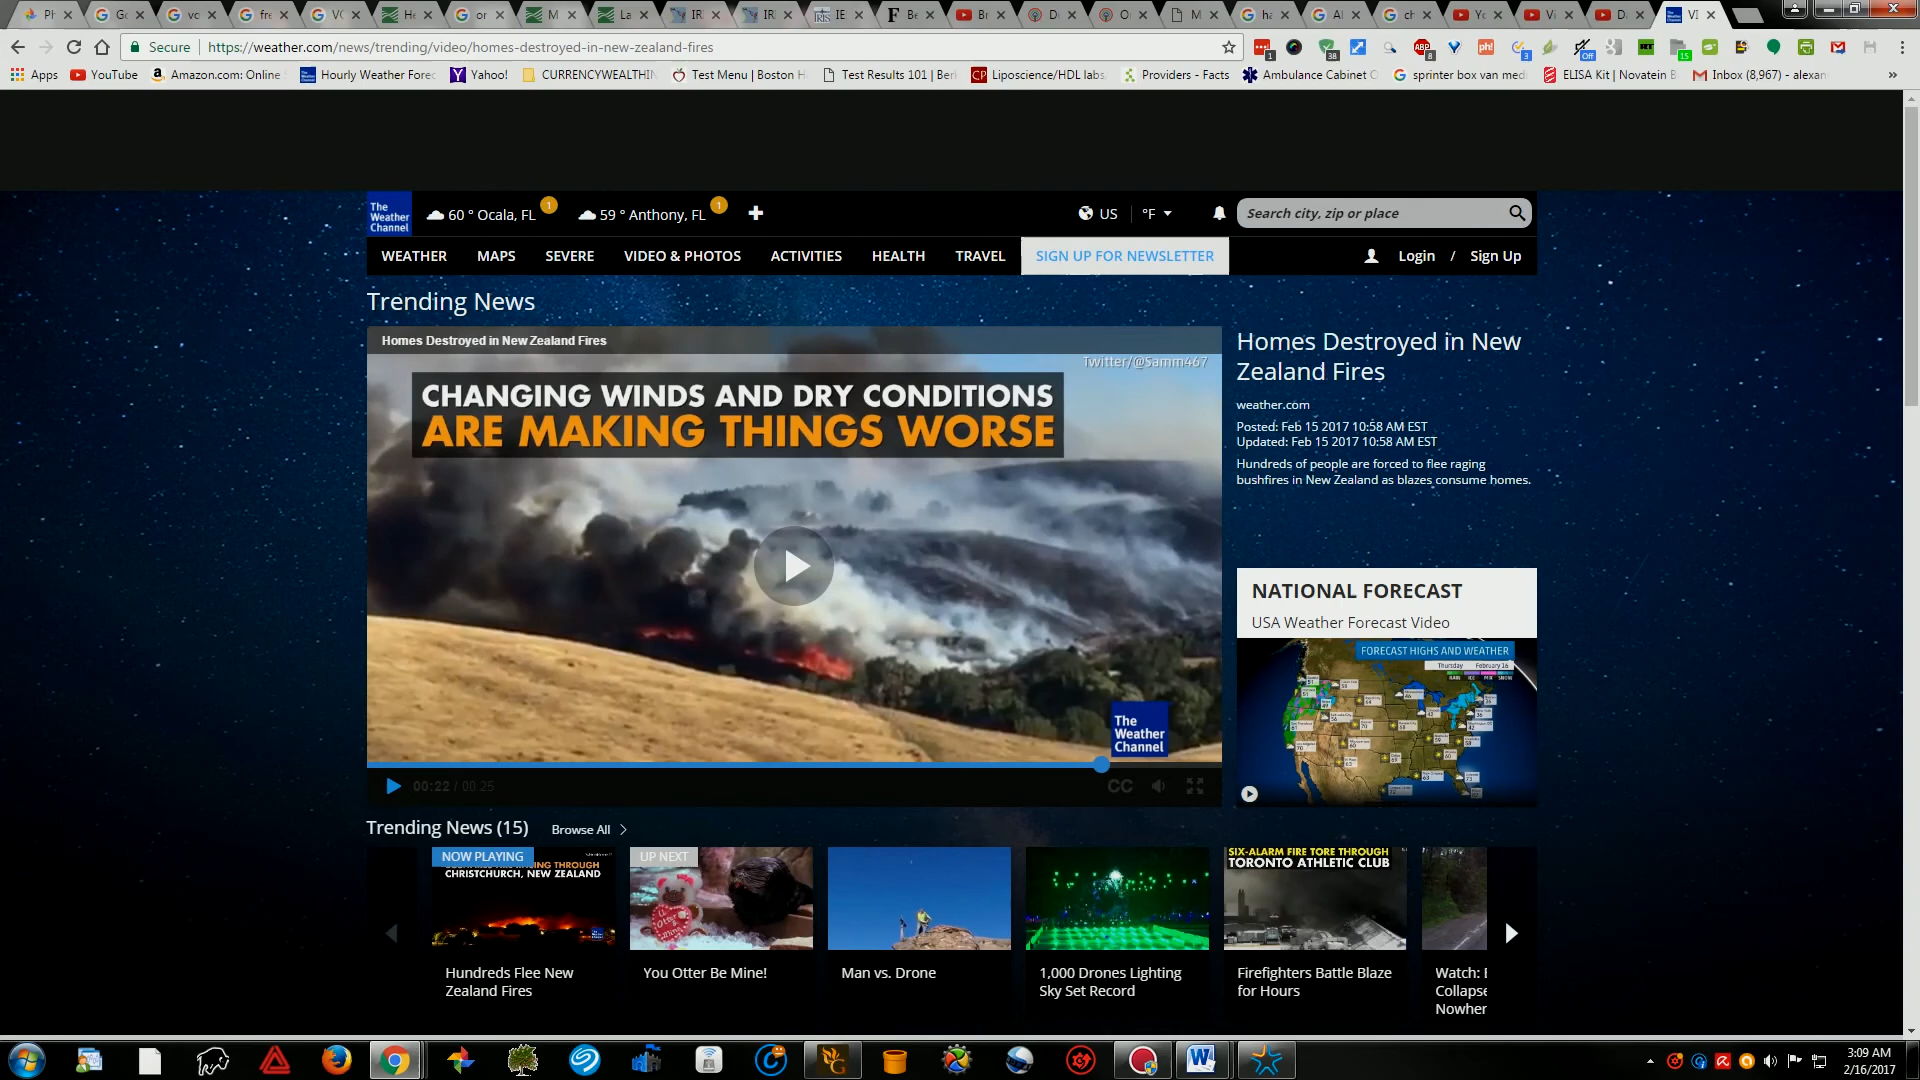 Secure
https://weather.com/news/trending/video/homes-destroyed-in-new-zealand-fires
Apps
YouTube
Amazon.com: Online
Hourly Weather Forec
Yahoo!
CURRENCYWEALTHIN
Test Menu | Boston H
Test Results 101 | Berk
Liposcience/HDL labs
Providers - Facts
Ambulance Cabinet
sprinter box van med
ELISA Kit | Novatein B
Inbox (8,967) - alexan
The Weather Channel
60 ° Ocala, FL
1
59 ° Anthony, FL
1
US
°F
Search city, zip or place
WEATHER
MAPS
SEVERE
VIDEO & PHOTOS
ACTIVITIES
HEALTH
TRAVEL
SIGN UP FOR NEWSLETTER
Login / Sign Up
Trending News
Homes Destroyed in New Zealand Fires
Twitter/@Samm467
CHANGING WINDS AND DRY CONDITIONS
ARE MAKING THINGS WORSE
The
Weather
Channel
00:22 / 00:25
CC
Homes Destroyed in New
Zealand Fires
weather.com
Posted: Feb 15 2017 10:58 AM EST
Updated: Feb 15 2017 10:58 AM EST
Hundreds of people are forced to flee raging
bushfires in New Zealand as blazes consume homes.
NATIONAL FORECAST
USA Weather Forecast Video
FORECAST HIGHS AND WEATHER
Thursday February 16
Trending News (15)
Browse All
NOW PLAYING
CHRISTCHURCH, NEW ZEALAND
Hundreds Flee New
Zealand Fires
UP NEXT
You Otter Be Mine!
Man vs. Drone
1,000 Drones Lighting
Sky Set Record
SIX-ALARM FIRE TORE THROUGH
TORONTO ATHLETIC CLUB
Firefighters Battle Blaze
for Hours
Watch:
Collapse
Nowher
3:09 AM
2/16/2017